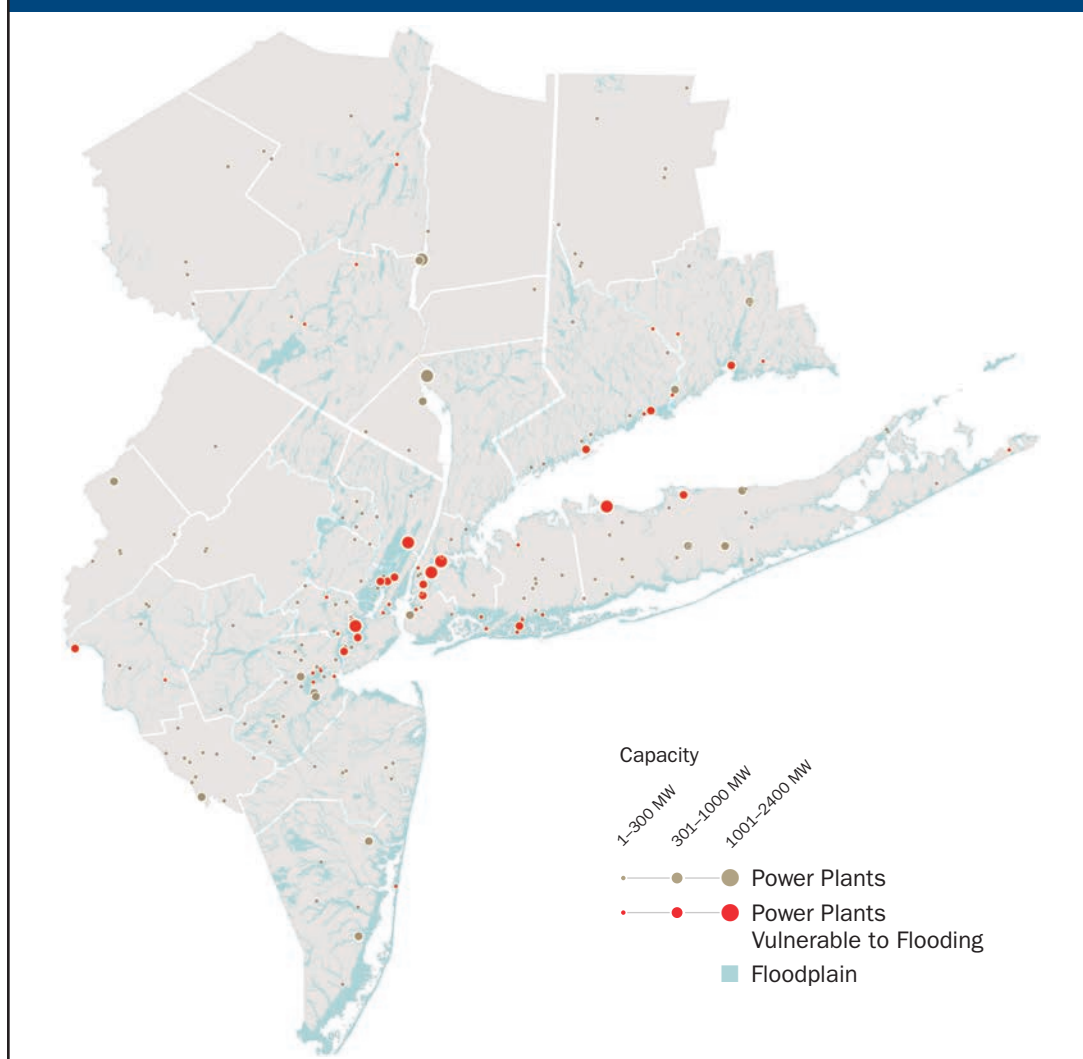 Capacity
1–300 MW
301–1000 MW
1001–2400 MW
Power Plants
Power Plants
Vulnerable to Flooding
Floodplain